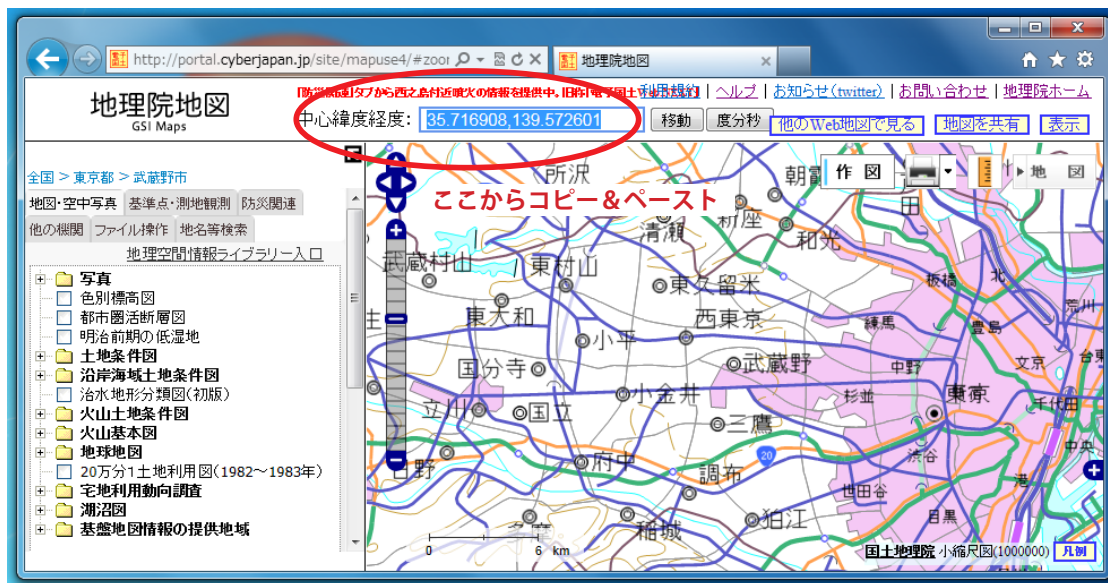 http://portal.cyberjapan.jp/site/mapuse4/#zoor
地理院地図
地理院地図
GSI Maps
利用規約 | ヘルプ | お知らせ(twitter) | お問い合わせ | 地理院ホーム
中心緯度経度: 35.716908,139.572601 移動 度分秒 他のWeb地図で見る 地図を共有 表示
全国 > 東京都 > 武蔵野市
地図・空中写真 基準点・測地観測 防災関連
他の機関 ファイル操作 地名等検索
地理空間情報ライブラリー入口
写真
色別標高図
都市圏活断層図
明治前期の低湿地
土地条件図
沿岸海域土地条件図
治水地形分類図(初版)
火山土地条件図
火山基本図
地球地図
20万分1土地利用図(1982～1983年)
宅地利用動向調査
湖沼図
基盤地図情報の提供地域
作 図
地 図
ここからコピー&ペースト
所沢
朝霞
新座
清瀬
和光
武蔵村山
東村山
東久留米
板橋
北
荒川
東大和
西東京
練馬
豊島
小平
国分寺
武蔵野
中野
文京
台東
小金井
杉並
東京
千代田
立川
国立
三鷹
20
渋谷
中央
日野
府中
調布
世田谷
港
多摩
稲城
狛江
目黒
0 6 km
国土地理院 小縮尺図(1000000) 凡例